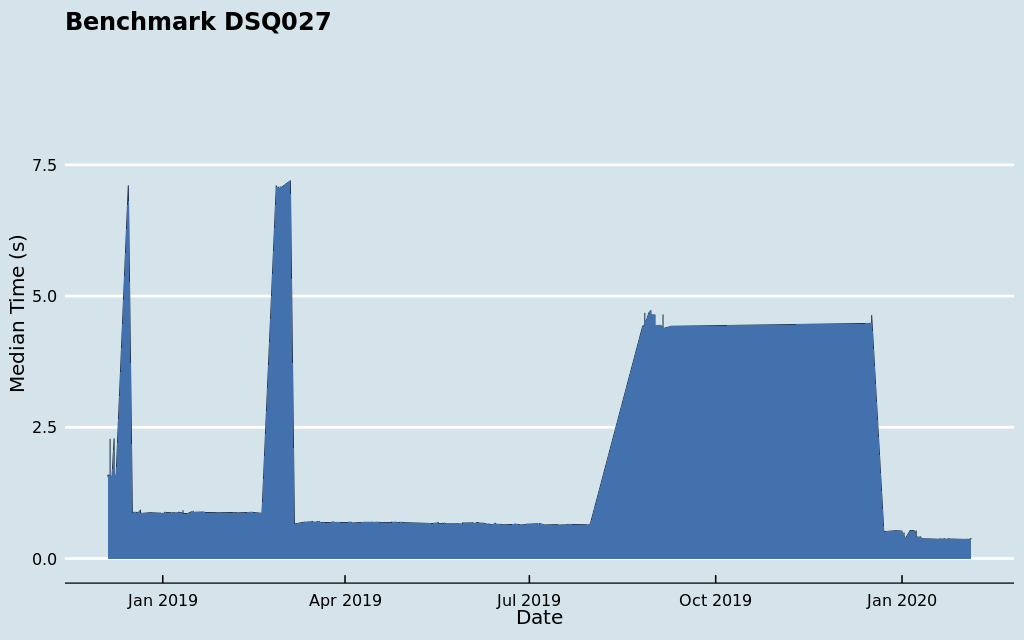 Benchmark DSQ027
7.5
5.0
2.5
0.0
Median Time (s)
Jan 2019
Apr 2019
Jul 2019
Oct 2019
Jan 2020
Date